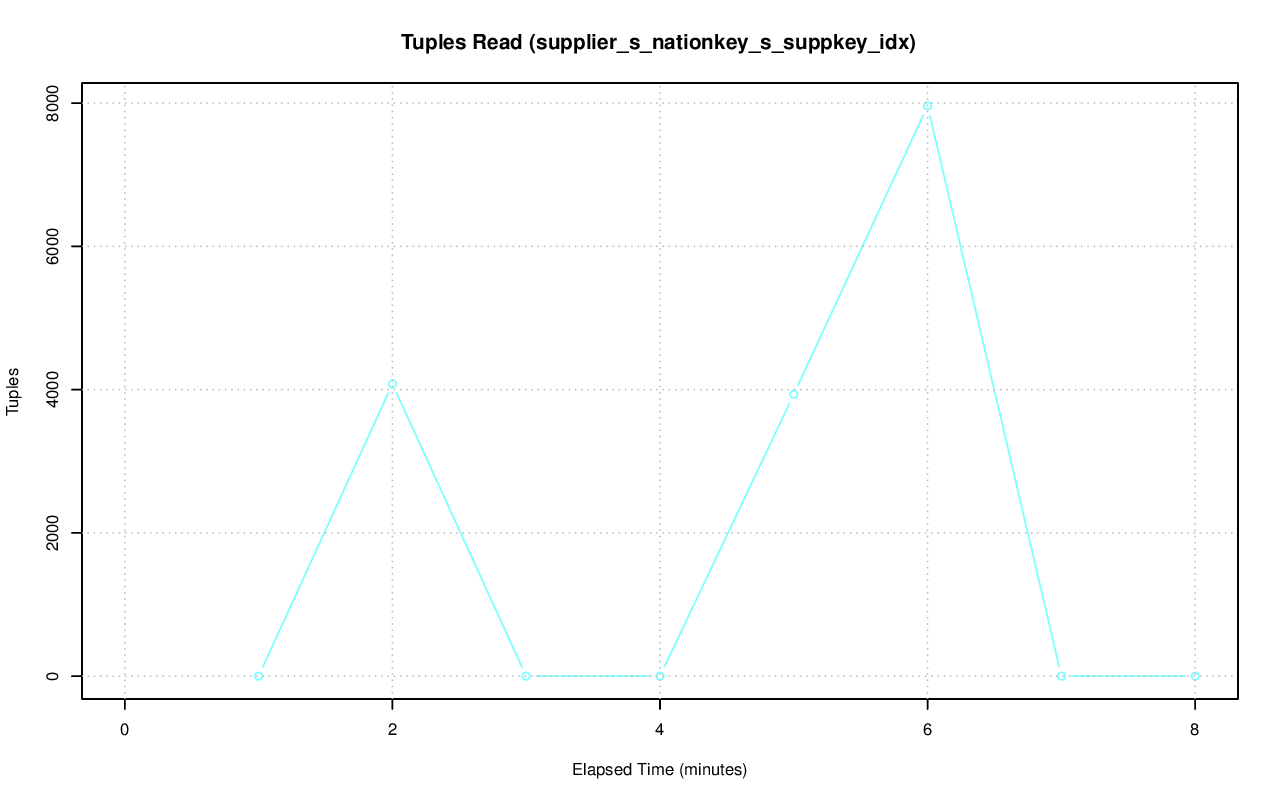 Tuples Read (supplier_s_nationkey_s_suppkey_idx)
Tuples
8000
6000
4000
2000
0
0 2 4 6 8
Elapsed Time (minutes)